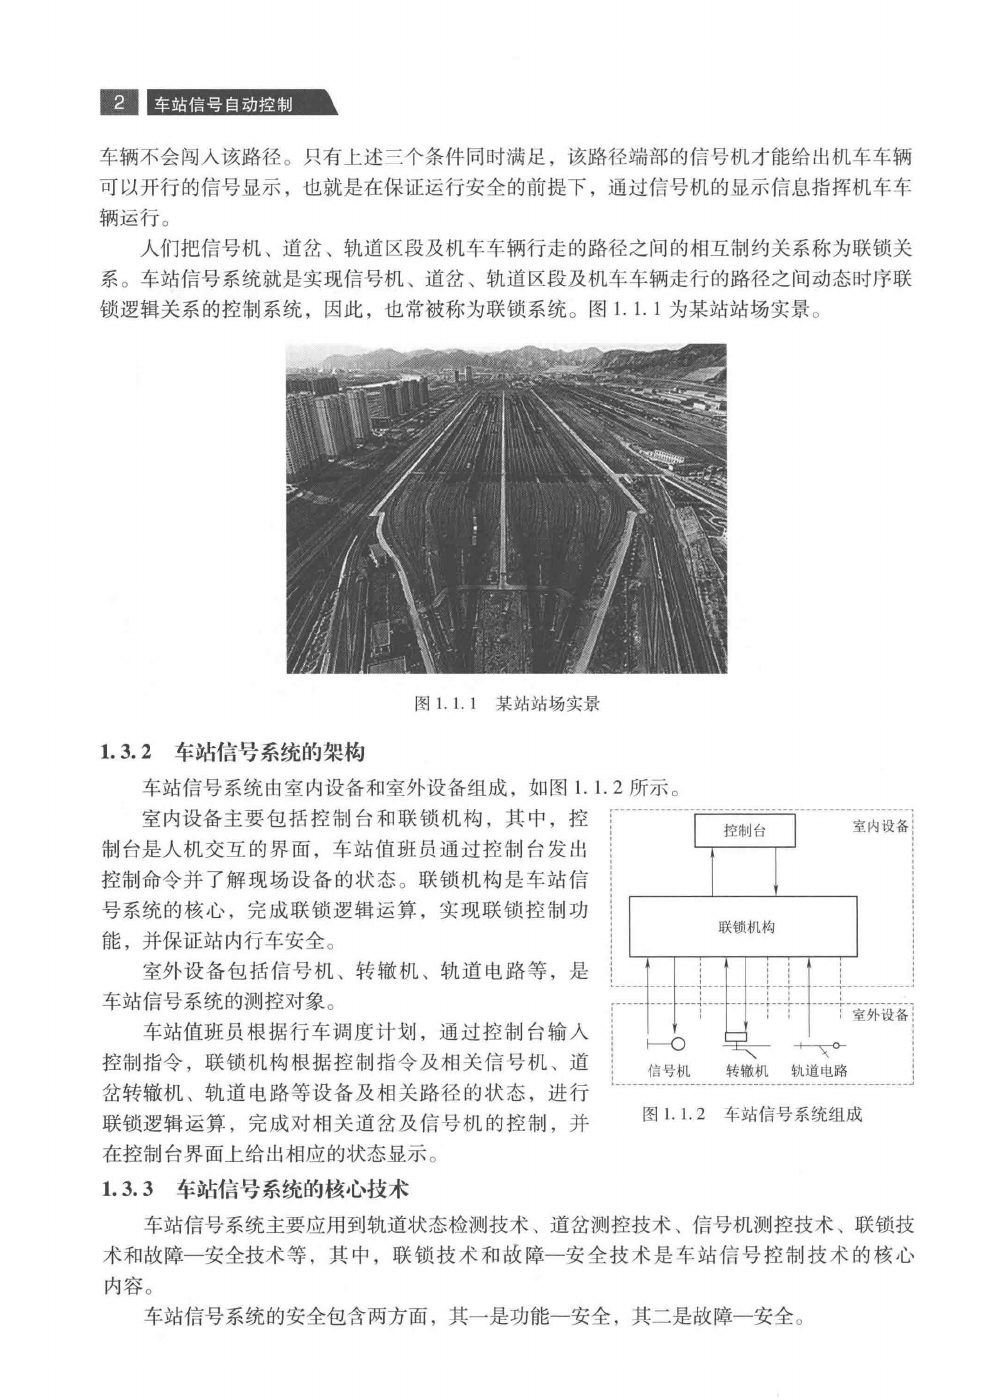 2 车站信号自动控制
车辆不会闯入该路径。只有上述三个条件同时满足，该路径端部的信号机才能给出机车车辆
可以开行的信号显示，也就是在保证运行安全的前提下，通过信号机的显示信息指挥机车车
辆运行。
人们把信号机、道岔、轨道区段及机车车辆行走的路径之间的相互制约关系称为联锁关
系。车站信号系统就是实现信号机、道岔、轨道区段及机车车辆走行的路径之间动态时序联
锁逻辑关系的控制系统，因此，也常被称为联锁系统。图1.1.1为某站站场实景。
图1.1.1 某站站场实景
1.3.2 车站信号系统的架构
车站信号系统由室内设备和室外设备组成，如图1.1.2所示。
室内设备主要包括控制台和联锁机构，其中，控
制台是人机交互的界面，车站值班员通过控制台发出
控制命令并了解现场设备的状态。联锁机构是车站信
号系统的核心，完成联锁逻辑运算，实现联锁控制功
能，并保证站内行车安全。
室外设备包括信号机、转辙机、轨道电路等，是
车站信号系统的测控对象。
车站值班员根据行车调度计划，通过控制台输入
控制指令，联锁机构根据控制指令及相关信号机、道
岔转辙机、轨道电路等设备及相关路径的状态，进行
联锁逻辑运算，完成对相关道岔及信号机的控制，并
在控制台界面上给出相应的状态显示。
控制台
室内设备
联锁机构
室外设备
信号机 转辙机 轨道电路
图1.1.2 车站信号系统组成
1.3.3 车站信号系统的核心技术
车站信号系统主要应用到轨道状态检测技术、道岔测控技术、信号机测控技术、联锁技
术和故障—安全技术等，其中，联锁技术和故障—安全技术是车站信号控制技术的核心
内容。
车站信号系统的安全包含两方面，其一是功能—安全，其二是故障—安全。